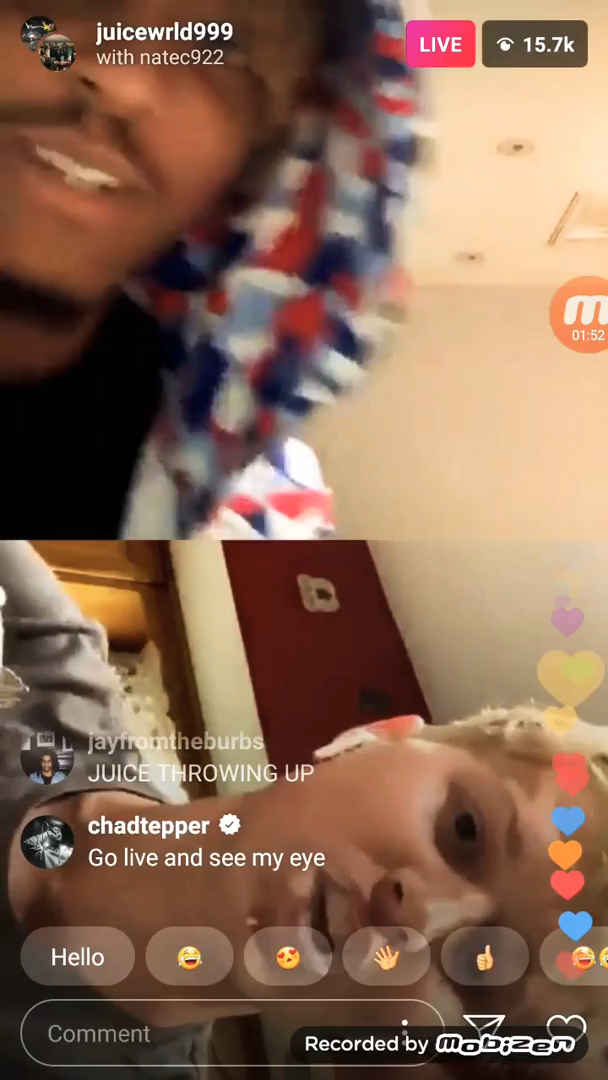 juicewrld999
with natec922
LIVE
15.7k
01:52
jayfromtheburbs
JUICE THROWING UP
chadtepper
Go live and see my eye
Hello
Comment
Recorded by mobizen